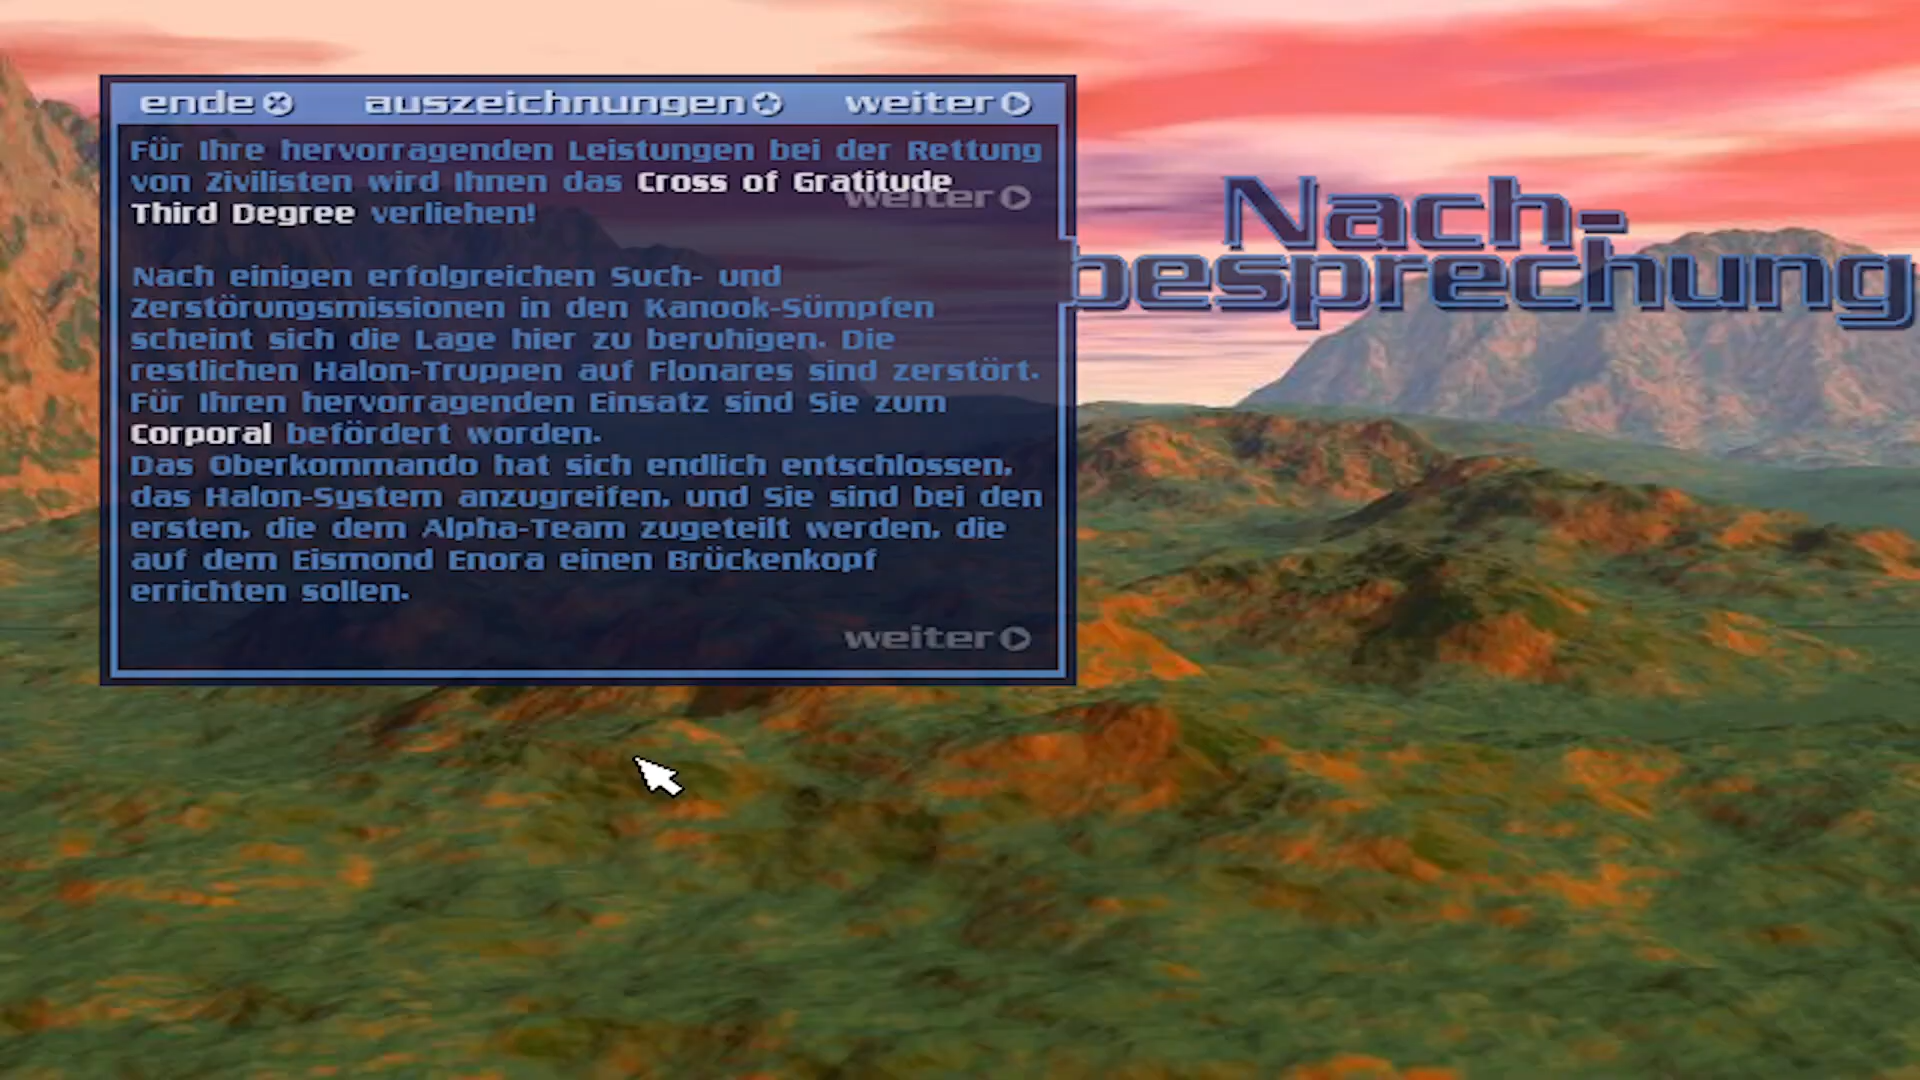 ende auszeichnungen weiter
Für Ihre hervorragenden Leistungen bei der Rettung
von Zivilisten wird Ihnen das Cross of Gratitude
weiter
Third Degree verliehen!
Nach einigen erfolgreichen Such- und
Zerstörungsmissionen in den Kanook-Sümpfen
scheint sich die Lage hier zu beruhigen. Die
restlichen Halon-Truppen auf Flonares sind zerstört.
Für Ihren hervorragenden Einsatz sind Sie zum
Corporal befördert worden.
Das Oberkommando hat sich endlich entschlossen,
das Halon-System anzugreifen, und Sie sind bei den
ersten, die dem Alpha-Team zugeteilt werden, die
auf dem Eismond Enora einen Brückenkopf
errichten sollen.
weiter
Nach-
besprechung